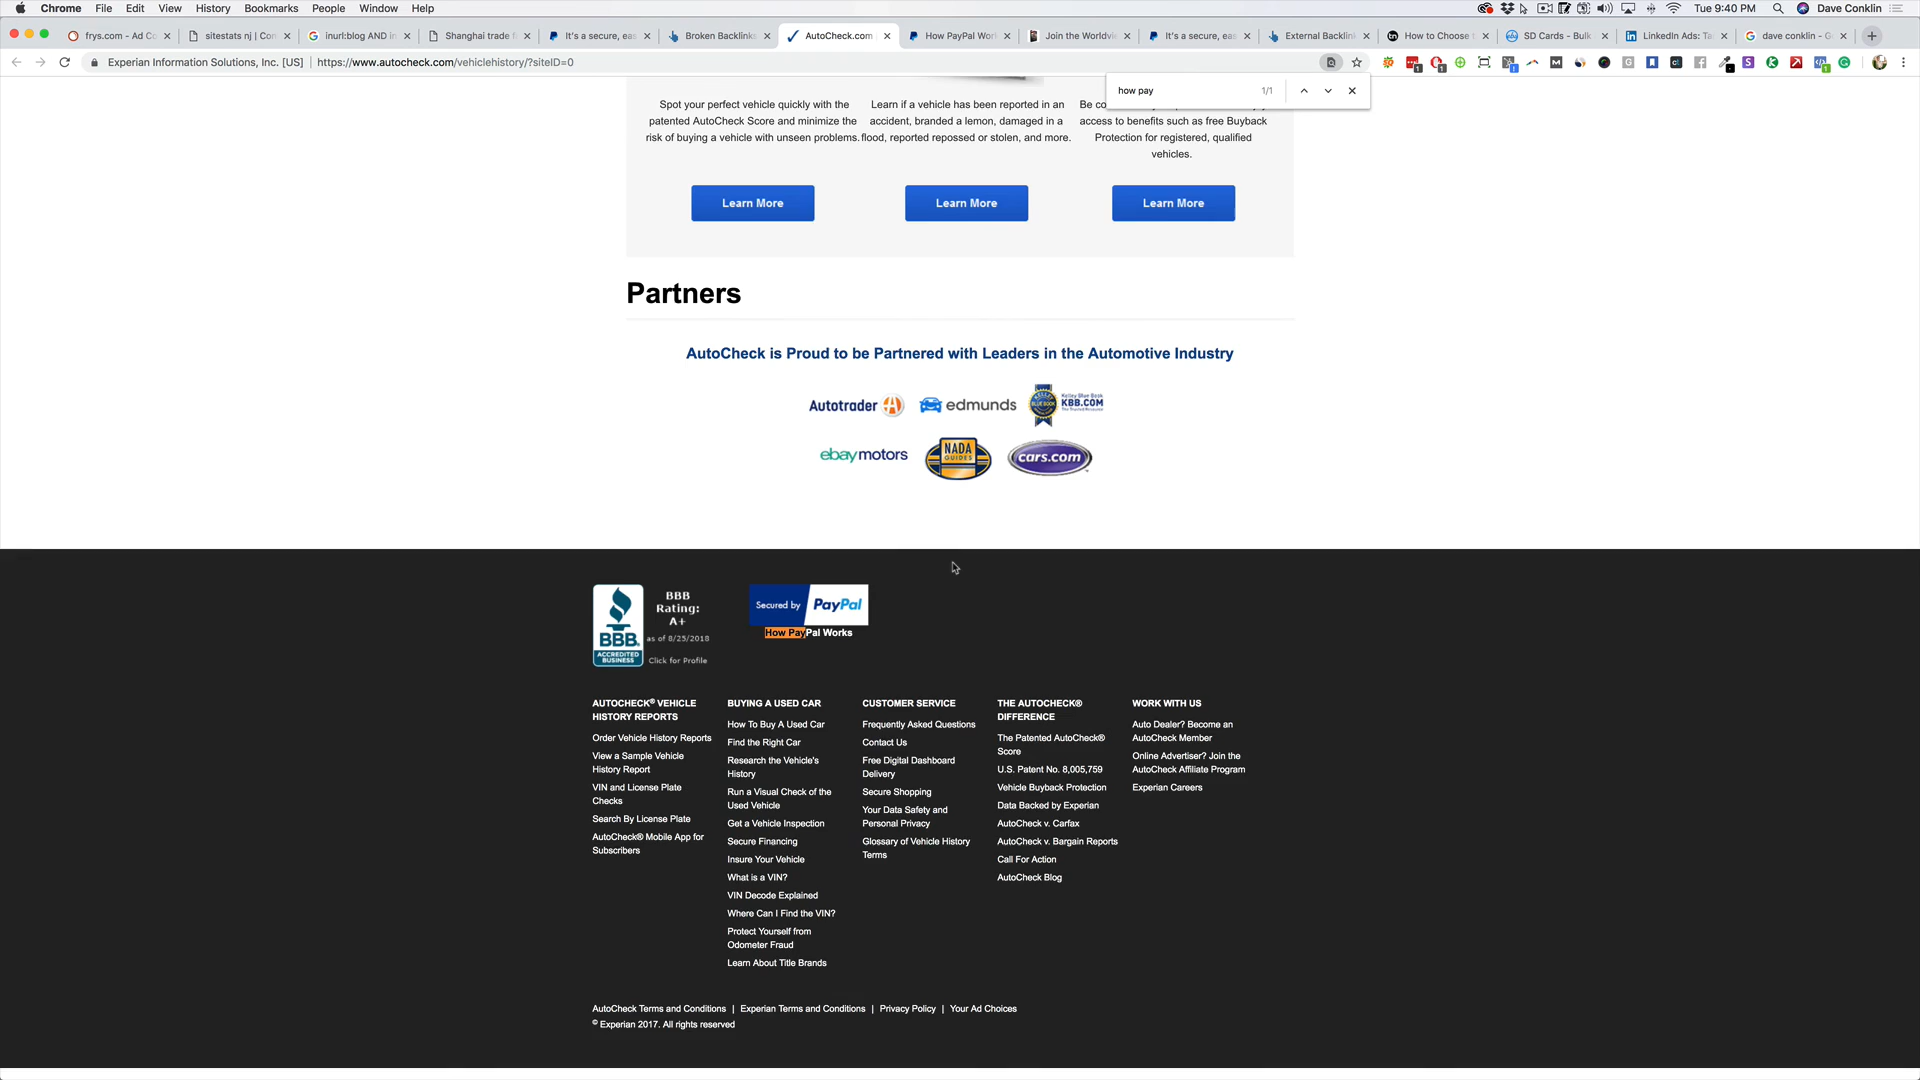 Chrome File Edit View History Bookmarks People Window Help
Tue 9:40 PM Dave Conklin
frys.com - Ad Co
sitestats nj | Con
inurl:blog AND in
Shanghai trade f
It's a secure, eas
Broken Backlinks
AutoCheck.com
How PayPal Wor
Join the Worldvi
It's a secure, eas
External Backlink
How to Choose t
SD Cards - Bulk
LinkedIn Ads: Ta
dave conklin - G
Experian Information Solutions, Inc. [US] | https://www.autocheck.com/vehiclehistory/?siteID=0
how pay 1/1
Spot your perfect vehicle quickly with the
patented AutoCheck Score and minimize the
risk of buying a vehicle with unseen problems.
Learn if a vehicle has been reported in an
accident, branded a lemon, damaged in a
flood, reported repossed or stolen, and more.
Be co
access to benefits such as free Buyback
Protection for registered, qualified
vehicles.
Learn More
Learn More
Learn More
Partners
AutoCheck is Proud to be Partnered with Leaders in the Automotive Industry
Autotrader
edmunds
Kelley Blue Book
KBB.COM
The Trusted Resource
ebay motors
NADA
GUIDES
cars.com
BBB
ACCREDITED
BUSINESS
BBB
Rating:
A+
as of 8/25/2018
Click for Profile
Secured by PayPal
How PayPal Works
AUTOCHECK® VEHICLE
HISTORY REPORTS
Order Vehicle History Reports
View a Sample Vehicle
History Report
VIN and License Plate
Checks
Search By License Plate
AutoCheck® Mobile App for
Subscribers
BUYING A USED CAR
How To Buy A Used Car
Find the Right Car
Research the Vehicle's
History
Run a Visual Check of the
Used Vehicle
Get a Vehicle Inspection
Secure Financing
Insure Your Vehicle
What is a VIN?
VIN Decode Explained
Where Can I Find the VIN?
Protect Yourself from
Odometer Fraud
Learn About Title Brands
CUSTOMER SERVICE
Frequently Asked Questions
Contact Us
Free Digital Dashboard
Delivery
Secure Shopping
Your Data Safety and
Personal Privacy
Glossary of Vehicle History
Terms
THE AUTOCHECK®
DIFFERENCE
The Patented AutoCheck®
Score
U.S. Patent No. 8,005,759
Vehicle Buyback Protection
Data Backed by Experian
AutoCheck v. Carfax
AutoCheck v. Bargain Reports
Call For Action
AutoCheck Blog
WORK WITH US
Auto Dealer? Become an
AutoCheck Member
Online Advertiser? Join the
AutoCheck Affiliate Program
Experian Careers
AutoCheck Terms and Conditions | Experian Terms and Conditions | Privacy Policy | Your Ad Choices
© Experian 2017. All rights reserved